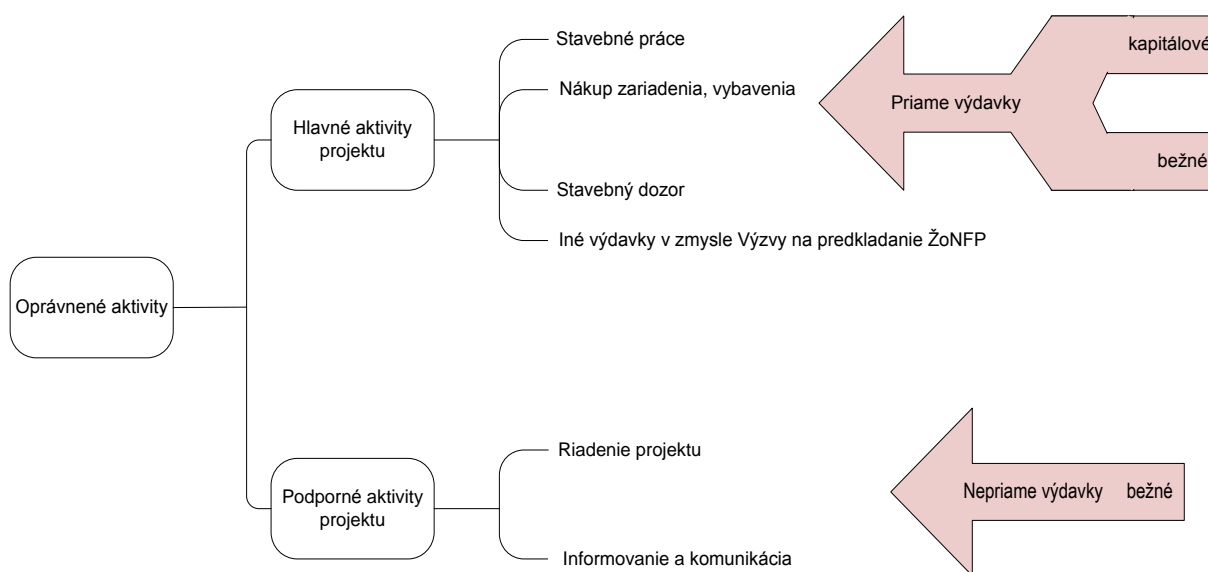 Stavebné práce
kapitálové
Nákup zariadenia, vybavenia
Priame výdavky
Hlavné aktivity
projektu
bežné
Stavebný dozor
Iné výdavky v zmysle Výzvy na predkladanie ŽoNFP
Oprávnené aktivity
Riadenie projektu
Podporné aktivity
projektu
Nepriame výdavky bežné
Informovanie a komunikácia